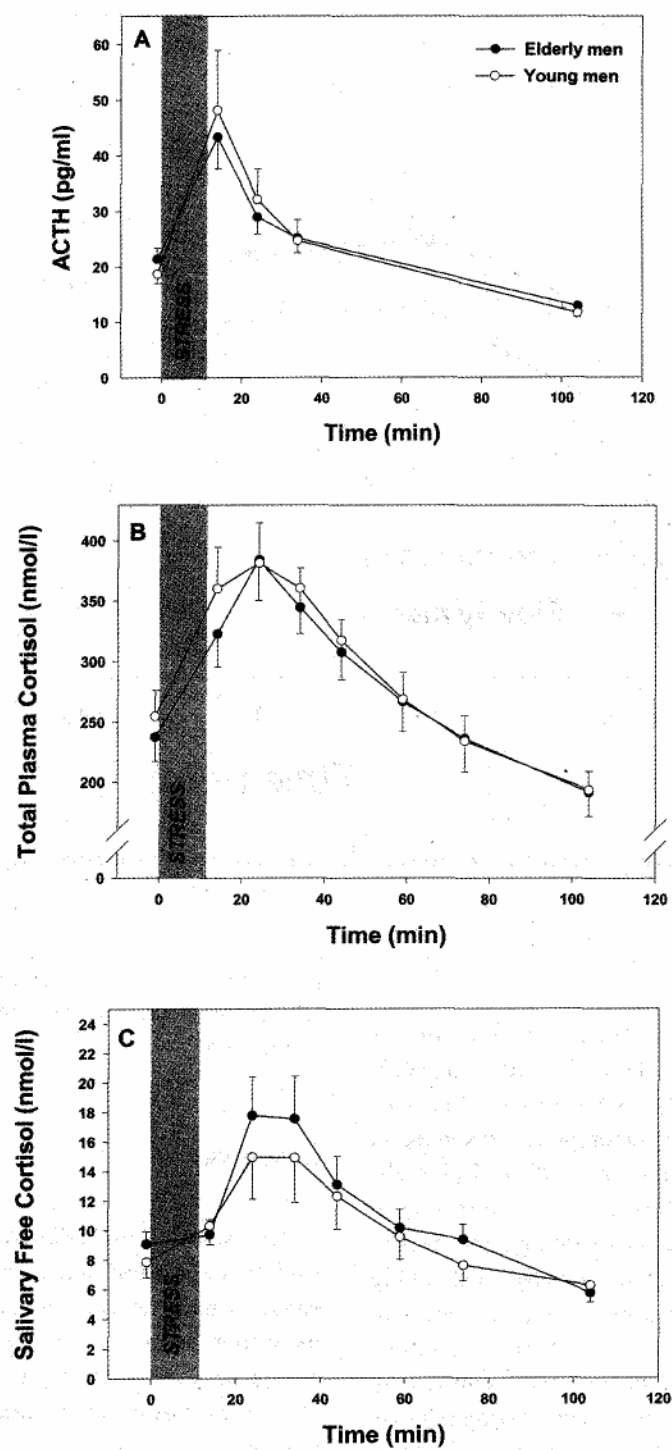 A
Elderly men
Young men
ACTH (pg/ml)
60
50
40
30
20
10
0
STRESS
0 20 40 60 80 100 120
Time (min)
B
Total Plasma Cortisol (nmol/l)
400
350
300
250
200
0
STRESS
0 20 40 60 80 100 120
Time (min)
C
Salivary Free Cortisol (nmol/l)
24
22
20
18
16
14
12
10
8
6
4
2
0
STRESS
0 20 40 60 80 100 120
Time (min)